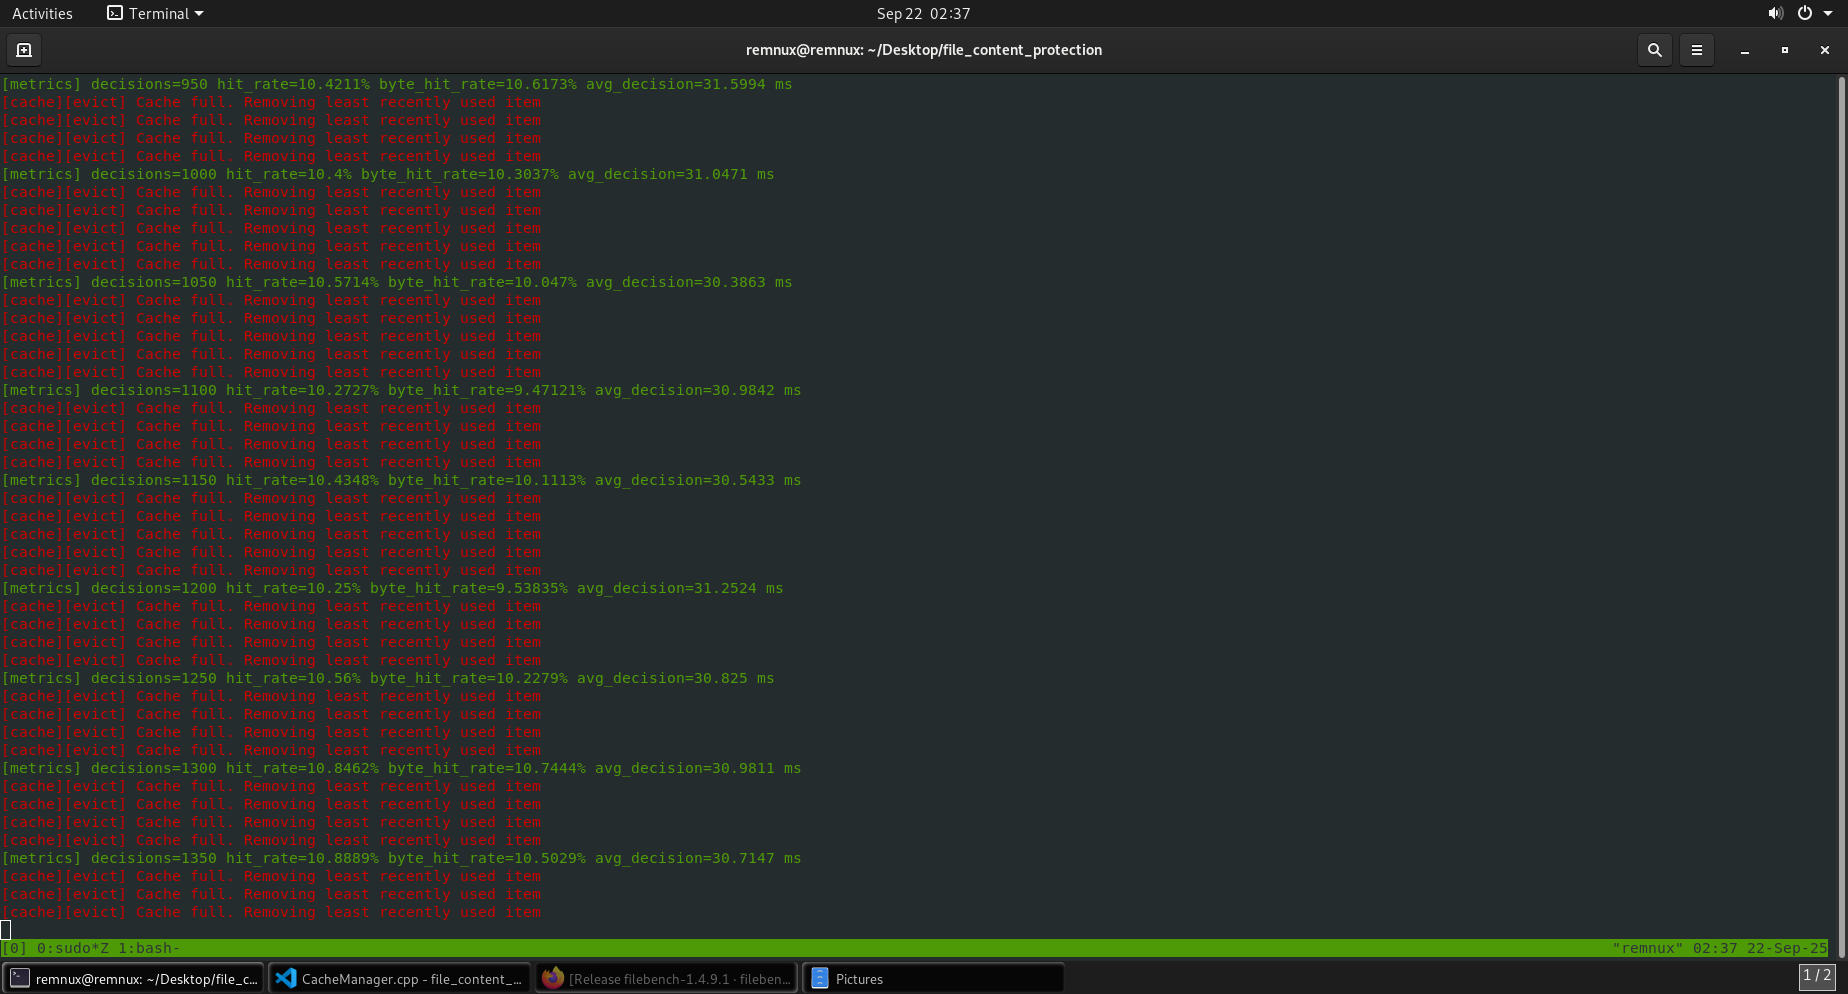 Activities
Terminal
Sep 22 02:37
remnux@remnux: ~/Desktop/file_content_protection
[metrics] decisions=950 hit_rate=10.4211% byte_hit_rate=10.6173% avg_decision=31.5994 ms
[cache][evict] Cache full. Removing least recently used item
[cache][evict] Cache full. Removing least recently used item
[cache][evict] Cache full. Removing least recently used item
[cache][evict] Cache full. Removing least recently used item
[metrics] decisions=1000 hit_rate=10.4% byte_hit_rate=10.3037% avg_decision=31.0471 ms
[cache][evict] Cache full. Removing least recently used item
[cache][evict] Cache full. Removing least recently used item
[cache][evict] Cache full. Removing least recently used item
[cache][evict] Cache full. Removing least recently used item
[cache][evict] Cache full. Removing least recently used item
[metrics] decisions=1050 hit_rate=10.5714% byte_hit_rate=10.047% avg_decision=30.3863 ms
[cache][evict] Cache full. Removing least recently used item
[cache][evict] Cache full. Removing least recently used item
[cache][evict] Cache full. Removing least recently used item
[cache][evict] Cache full. Removing least recently used item
[cache][evict] Cache full. Removing least recently used item
[metrics] decisions=1100 hit_rate=10.2727% byte_hit_rate=9.47121% avg_decision=30.9842 ms
[cache][evict] Cache full. Removing least recently used item
[cache][evict] Cache full. Removing least recently used item
[cache][evict] Cache full. Removing least recently used item
[cache][evict] Cache full. Removing least recently used item
[metrics] decisions=1150 hit_rate=10.4348% byte_hit_rate=10.1113% avg_decision=30.5433 ms
[cache][evict] Cache full. Removing least recently used item
[cache][evict] Cache full. Removing least recently used item
[cache][evict] Cache full. Removing least recently used item
[cache][evict] Cache full. Removing least recently used item
[cache][evict] Cache full. Removing least recently used item
[metrics] decisions=1200 hit_rate=10.25% byte_hit_rate=9.53835% avg_decision=31.2524 ms
[cache][evict] Cache full. Removing least recently used item
[cache][evict] Cache full. Removing least recently used item
[cache][evict] Cache full. Removing least recently used item
[cache][evict] Cache full. Removing least recently used item
[metrics] decisions=1250 hit_rate=10.56% byte_hit_rate=10.2279% avg_decision=30.825 ms
[cache][evict] Cache full. Removing least recently used item
[cache][evict] Cache full. Removing least recently used item
[cache][evict] Cache full. Removing least recently used item
[cache][evict] Cache full. Removing least recently used item
[metrics] decisions=1300 hit_rate=10.8462% byte_hit_rate=10.7444% avg_decision=30.9811 ms
[cache][evict] Cache full. Removing least recently used item
[cache][evict] Cache full. Removing least recently used item
[cache][evict] Cache full. Removing least recently used item
[cache][evict] Cache full. Removing least recently used item
[metrics] decisions=1350 hit_rate=10.8889% byte_hit_rate=10.5029% avg_decision=30.7147 ms
[cache][evict] Cache full. Removing least recently used item
[cache][evict] Cache full. Removing least recently used item
[cache][evict] Cache full. Removing least recently used item
[0] 0:sudo*Z 1:bash- "remnux" 02:37 22-Sep-25
remnux@remnux: ~/Desktop/file_c...
CacheManager.cpp - file_content_...
[Release filebench-1.4.9.1 · fileben...
Pictures
1 / 2